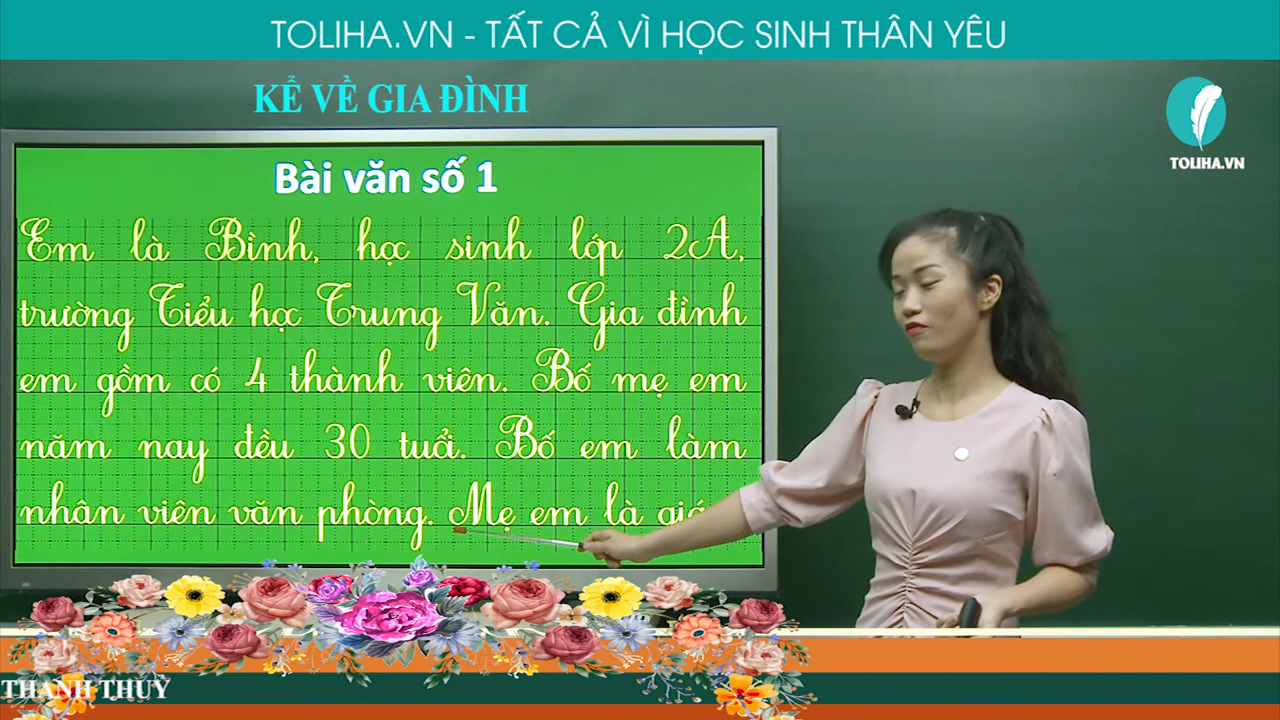 TOLIHA.VN - TẤT CẢ VÌ HỌC SINH THÂN YÊU
KỂ VỀ GIA ĐÌNH
TOLIHA.VN
Bài văn số 1
Em là Bình, học sinh lớp 2A,
trường Tiểu học Trung Văn. Gia đình
em gồm có 4 thành viên. Bố mẹ em
năm nay đều 30 tuổi. Bố em làm
nhân viên văn phòng. Mẹ em là
THANH THUY